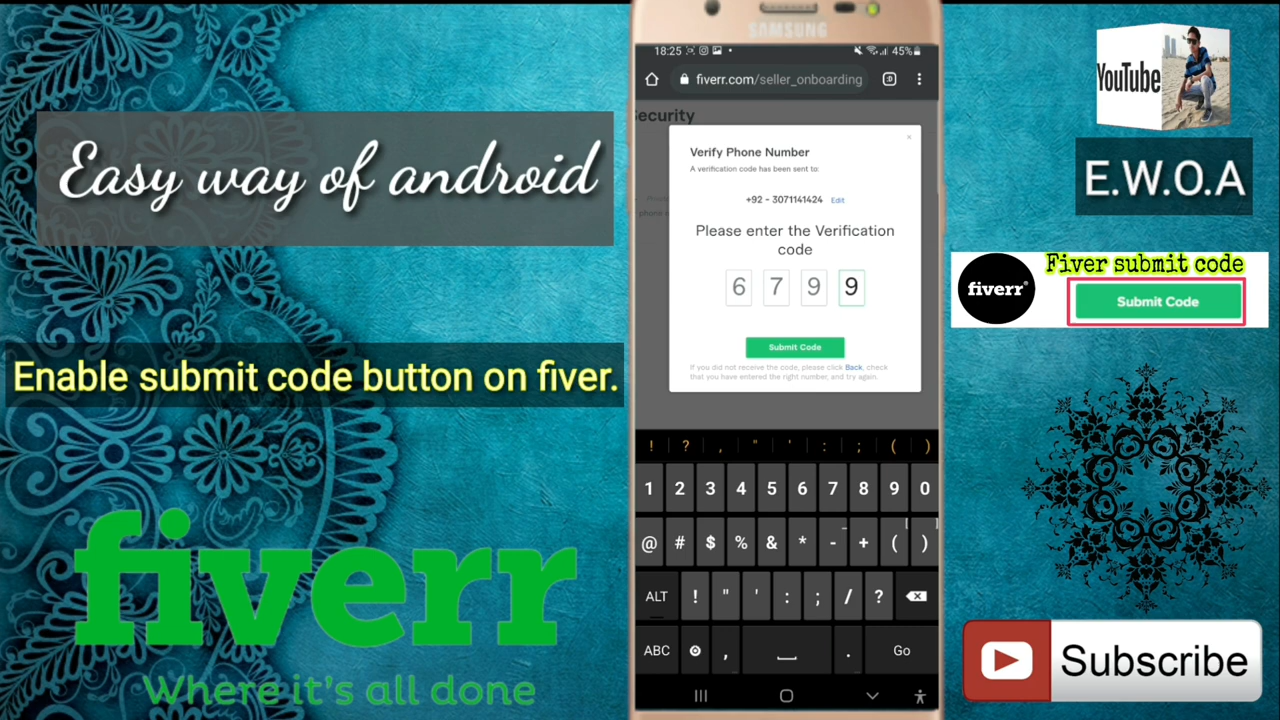 Easy way of android
Enable submit code button on fiver.
fiverr
Where it's all done
SAMSUNG
18:25
45%
fiverr.com/seller_onboarding
:D
Security
Verify Phone Number
A verification code has been sent to:
+92 - 3071141424 Edit
Please enter the Verification
code
6 7 9 9
Submit Code
If you did not receive the code, please click Back, check
that you have entered the right number, and try again.
! ? , " ' : ; ( )
1 2 3 4 5 6 7 8 9 0
@ # $ % & * - + ( )
ALT ! " ' : ; / ?
ABC , . Go
YouTube
E.W.O.A
Fiver submit code
fiverr
Submit Code
Subscribe